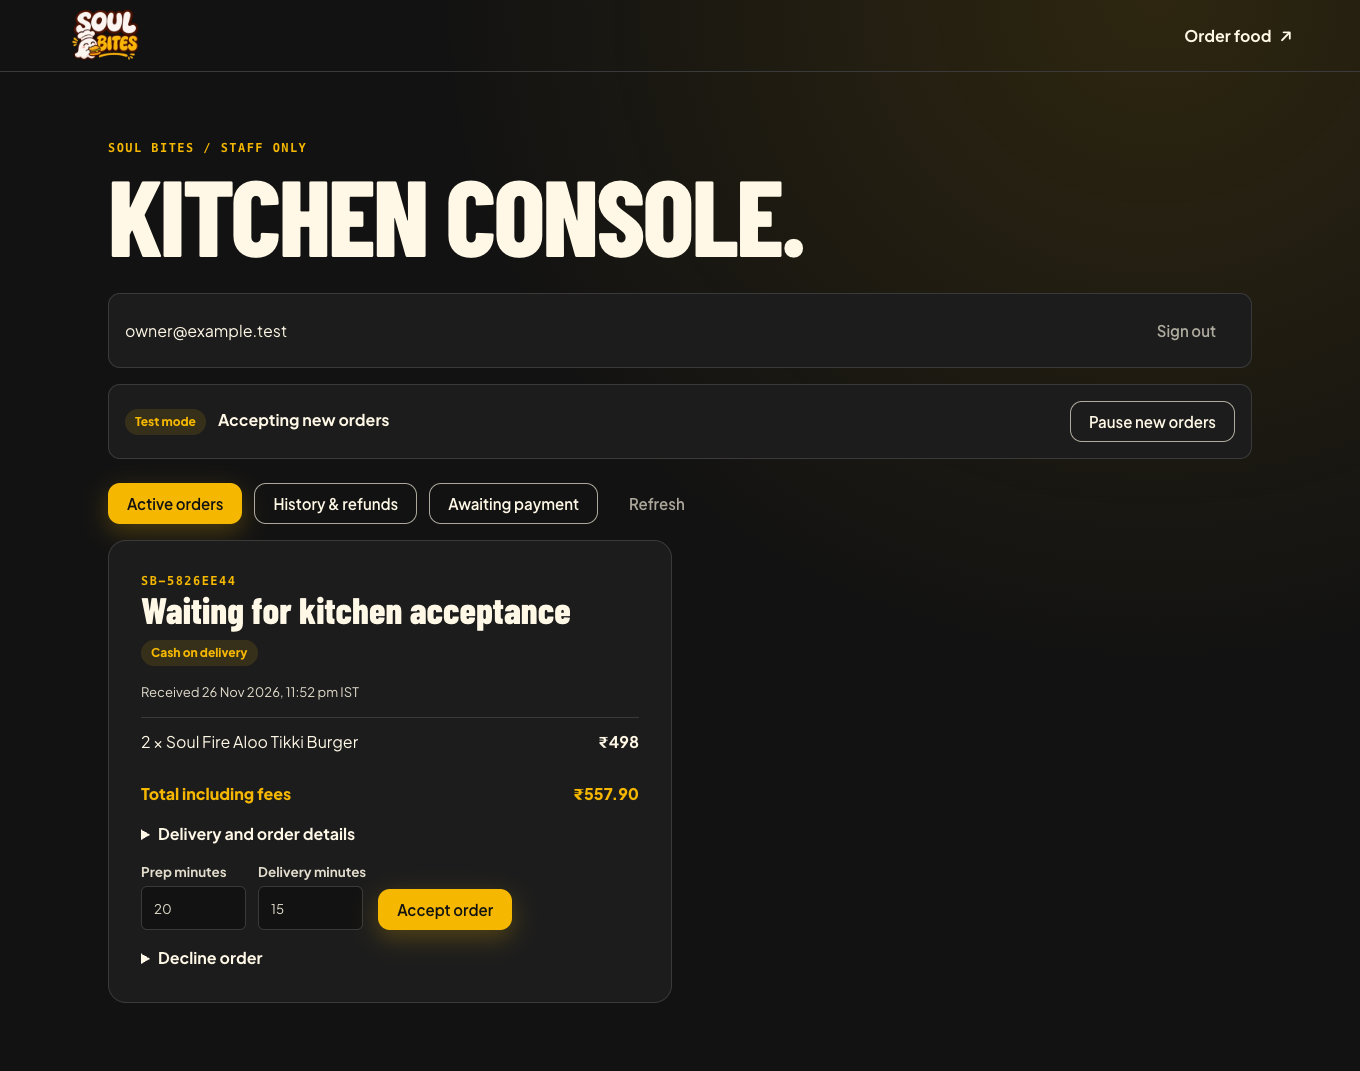 SOUL
BITES
Order food ↗
SOUL BITES / STAFF ONLY
KITCHEN CONSOLE.
owner@example.test
Sign out
Test mode
Accepting new orders
Pause new orders
Active orders
History & refunds
Awaiting payment
Refresh
SB-5826EE44
Waiting for kitchen acceptance
Cash on delivery
Received 26 Nov 2026, 11:52 pm IST
2 × Soul Fire Aloo Tikki Burger ₹498
Total including fees ₹557.90
▶ Delivery and order details
Prep minutes
Delivery minutes
20
15
Accept order
▶ Decline order